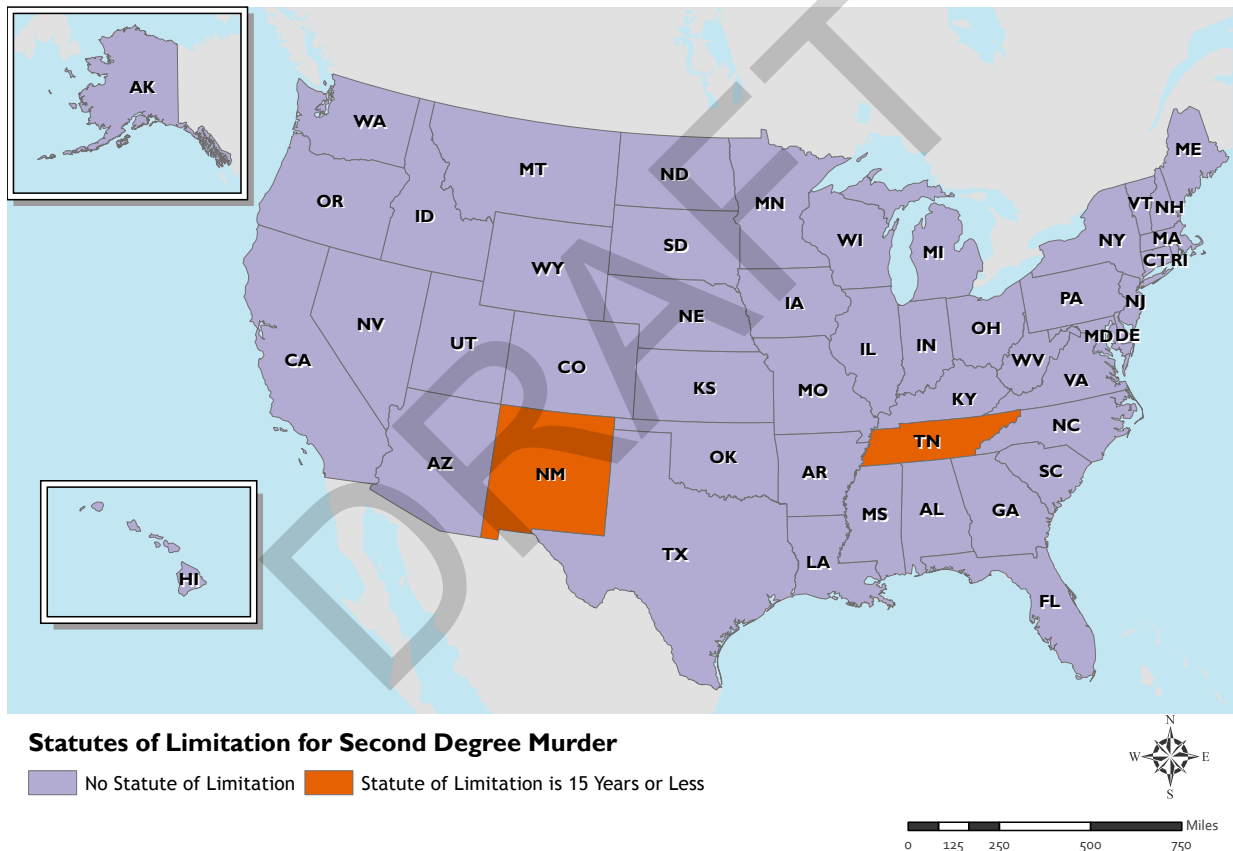 AK
WA
MT
ND
MN
ME
OR
ID
SD
WI
MI
VT
NH
NY
MA
CT
RI
WY
NE
IA
PA
NJ
NV
UT
CO
KS
MO
IL
IN
OH
MD
DE
WV
VA
CA
KY
NC
AZ
NM
OK
AR
TN
SC
MS
AL
GA
TX
LA
FL
HI
DRAFT
Statutes of Limitation for Second Degree Murder
No Statute of Limitation
Statute of Limitation is 15 Years or Less
N
W
E
S
Miles
0 125 250 500 750